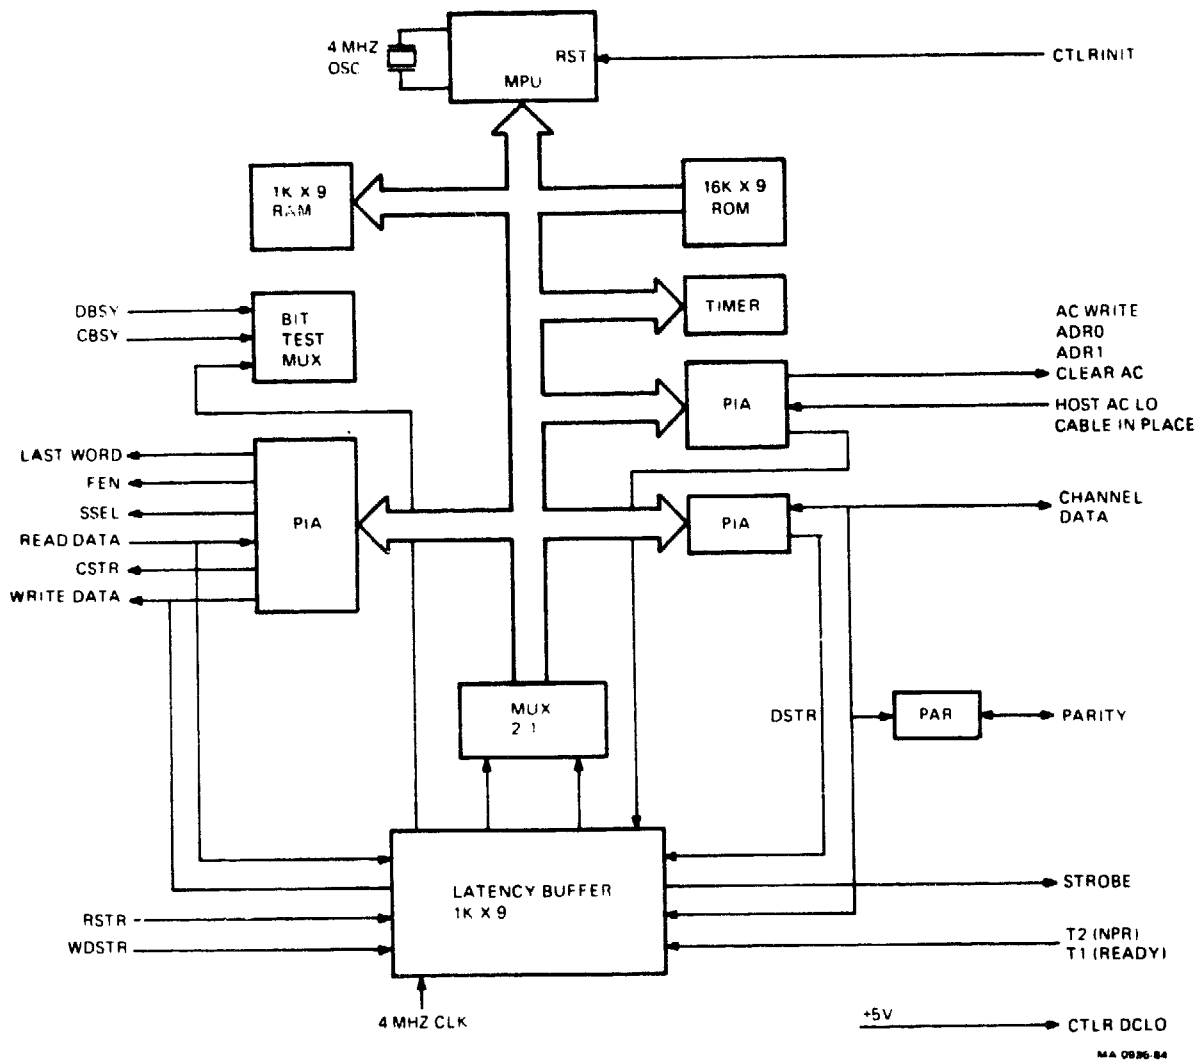 4 MHZ
OSC
RST
MPU
CTLRINIT
1K X 9
RAM
16K X 9
ROM
DBSY
CBSY
BIT
TEST
MUX
TIMER
AC WRITE
ADR0
ADR1
CLEAR AC
HOST AC LO
CABLE IN PLACE
PIA
LAST WORD
FEN
SSEL
READ DATA
CSTR
WRITE DATA
PIA
PIA
CHANNEL
DATA
MUX
2 1
DSTR
PAR
PARITY
LATENCY BUFFER
1K X 9
STROBE
RSTR
WDSTR
T2 (NPR)
T1 (READY)
4 MHZ CLK
+5V
CTLR DCLO